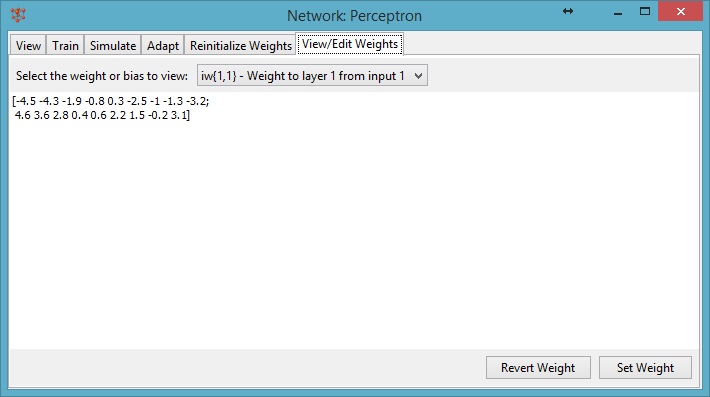 Network: Perceptron
View Train Simulate Adapt Reinitialize Weights View/Edit Weights
Select the weight or bias to view: iw{1,1} - Weight to layer 1 from input 1
[-4.5 -4.3 -1.9 -0.8 0.3 -2.5 -1 -1.3 -3.2;
4.6 3.6 2.8 0.4 0.6 2.2 1.5 -0.2 3.1]
Revert Weight Set Weight